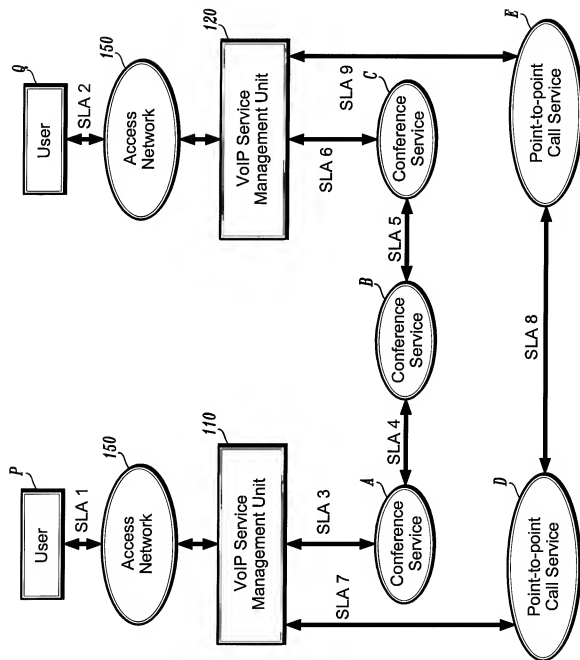 P
User
SLA 1
150
Access
Network
110
VoIP Service
Management Unit
SLA 7
SLA 3
A
Conference
Service
SLA 4
B
Conference
Service
SLA 5
Q
User
SLA 2
150
Access
Network
120
VoIP Service
Management Unit
SLA 6
SLA 9
C
Conference
Service
D
Point-to-point
Call Service
SLA 8
E
Point-to-point
Call Service